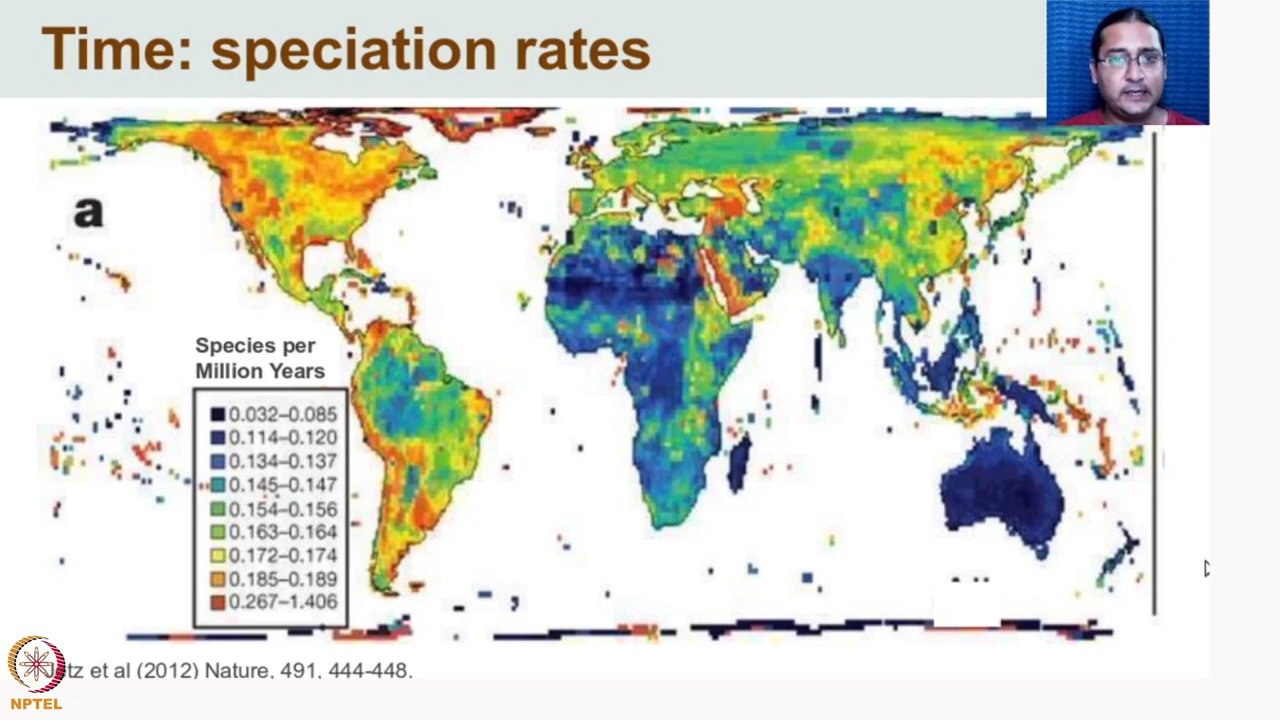 Time: speciation rates
a
Species per
Million Years
0.032–0.085
0.114–0.120
0.134–0.137
0.145–0.147
0.154–0.156
0.163–0.164
0.172–0.174
0.185–0.189
0.267–1.406
Jetz et al (2012) Nature, 491, 444-448.
NPTEL